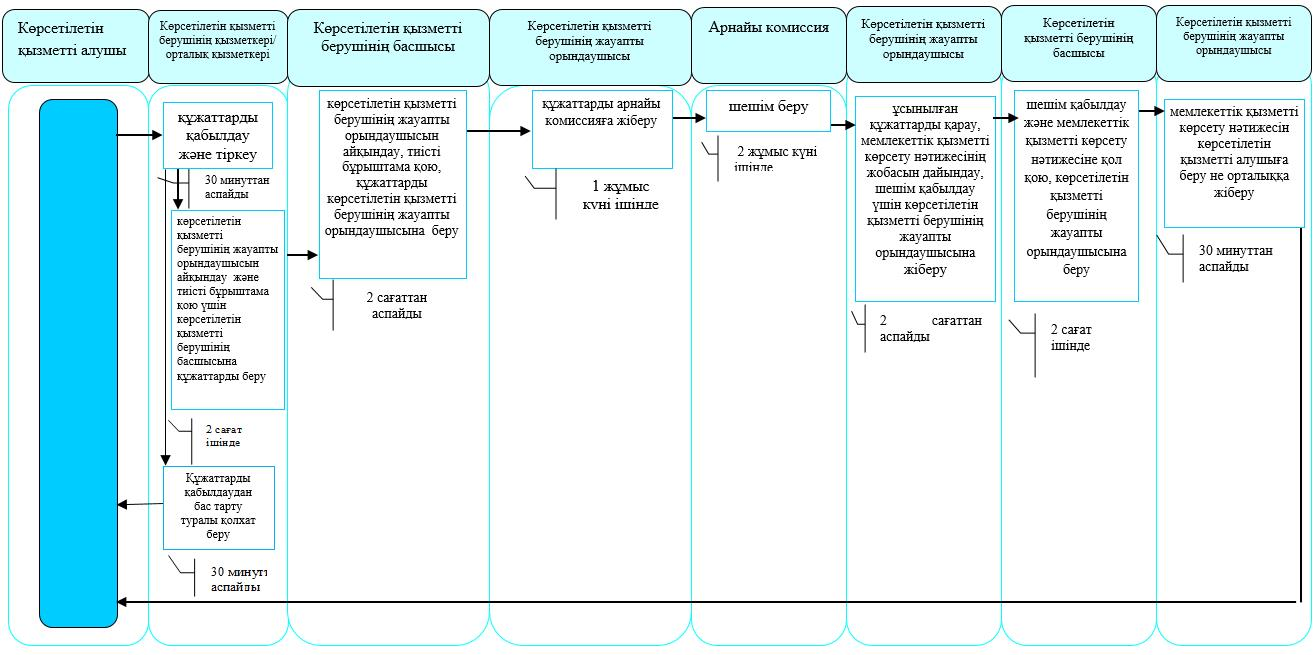 Көрсетілетін
қызметті алушы
Көрсетілетін қызметті
берушінің қызметкері/
орталық қызметкері
Көрсетілетін қызметті
берушінің басшысы
Көрсетілетін қызметті
берушінің жауапты
орындаушысы
Арнайы комиссия
Көрсетілетін қызметті
берушінің жауапты
орындаушысы
Көрсетілетін
қызметті берушінің
басшысы
Көрсетілетін қызметті
берушінің жауапты
орындаушысы
құжаттарды
қабылдау
және тіркеу
30 минуттан
аспайды
көрсетілетін
қызметті
берушінің жауапты
орындаушысын
айқындау және
тиісті бұрыштама
қою үшін
көрсетілетін
қызметті
берушінің
басшысына
құжаттарды беру
2 сағат
ішінде
Құжаттарды
қабылдаудан
бас тарту
туралы қолхат
беру
30 минутт
аспайды
көрсетілетін қызметті
берушінің жауапты
орындаушысын
айқындау, тиісті
бұрыштама қою,
құжаттарды
көрсетілетін қызметті
берушінің жауапты
орындаушысына беру
2 сағаттан
аспайды
құжаттарды арнайы
комиссияға жіберу
1 жұмыс
күні ішінде
шешім беру
2 жұмыс күні
ішінде
ұсынылған
құжаттарды қарау,
мемлекеттік қызметті
көрсету нәтижесінің
жобасын дайындау,
шешім қабылдау
үшін көрсетілетін
қызметті берушінің
жауапты
орындаушысына
жіберу
2 сағаттан
аспайды
шешім қабылдау
және мемлекеттік
қызметті көрсету
нәтижесіне қол
қою, көрсетілетін
қызметті
берушінің
жауапты
орындаушысына
беру
2 сағат
ішінде
мемлекеттік қызметті
көрсету нәтижесін
көрсетілетін
қызметті алушыға
беру не орталыққа
жіберу
30 минуттан
аспайды